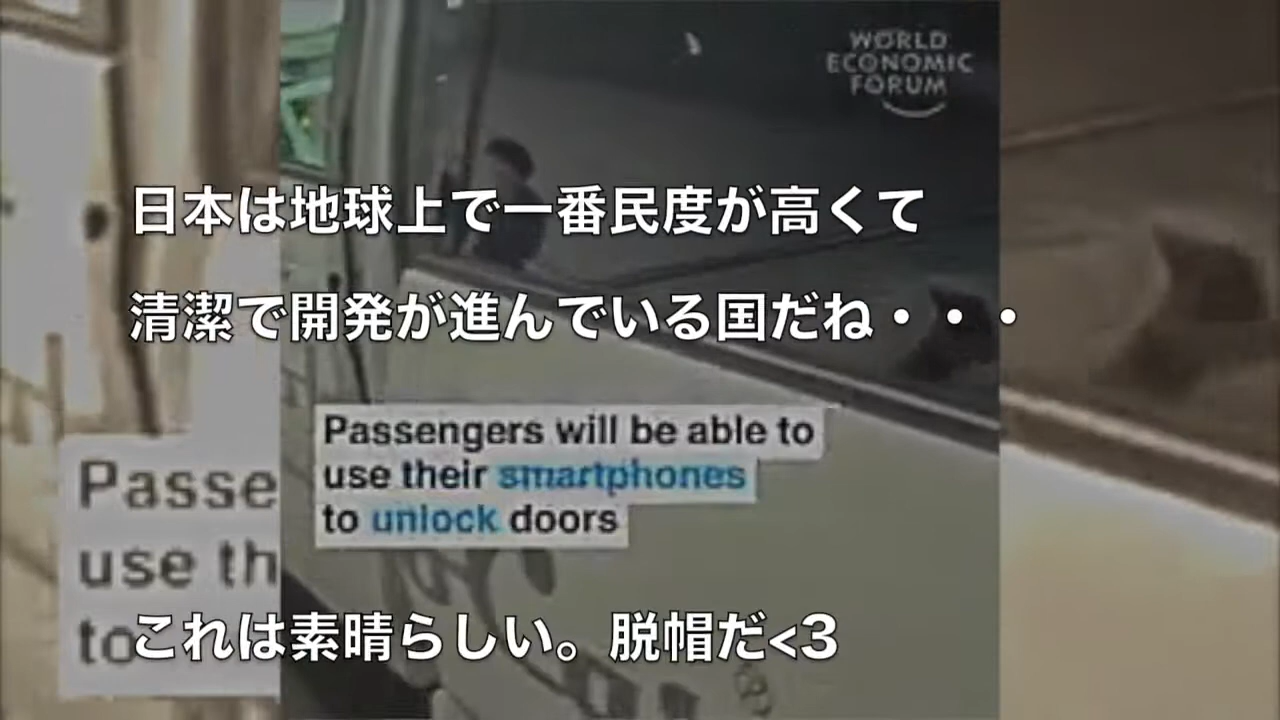 WORLD
ECONOMIC
FORUM
日本は地球上で一番民度が高くて
清潔で開発が進んでいる国だね・・・
Passengers will be able to
use their smartphones
to unlock doors
Passe
use th
to
これは素晴らしい。脱帽だ<3